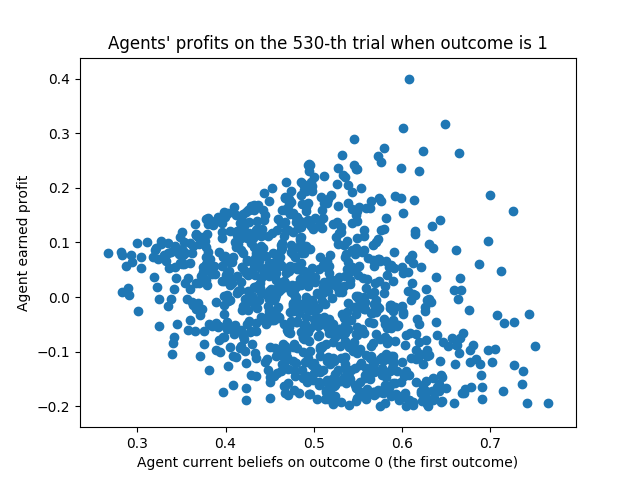 Agents' profits on the 530-th trial when outcome is 1
0.4
0.3
0.2
0.1
0.0
−0.1
−0.2
Agent earned profit
0.3 0.4 0.5 0.6 0.7
Agent current beliefs on outcome 0 (the first outcome)